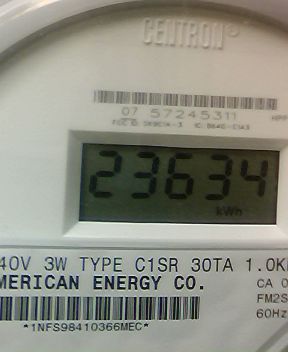 CENTRON®
07 57245311
23634
kWh
40V 3W TYPE C1SR 30TA 1.0K
MERICAN ENERGY CO.
CA 0
FM2S
60Hz
*1NFS98410366MEC*